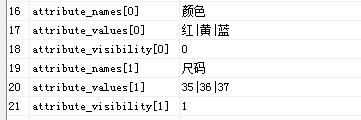 16 attribute_names[0] 颜色
17 attribute_values[0] 红|黄|蓝
18 attribute_visibility[0] 0
19 attribute_names[1] 尺码
20 attribute_values[1] 35|36|37
21 attribute_visibility[1] 1